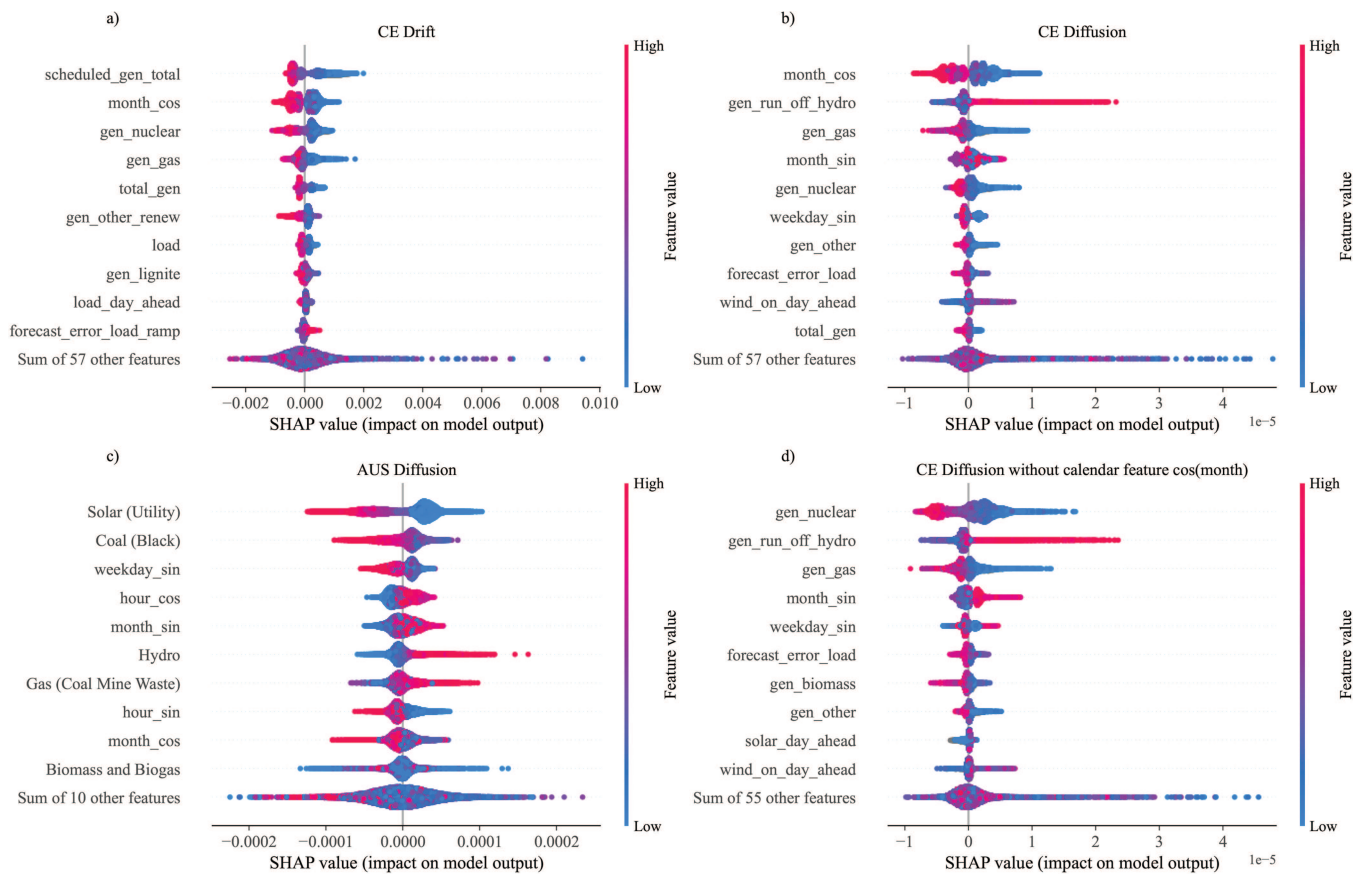 a)
CE Drift
High
scheduled_gen_total
month_cos
gen_nuclear
gen_gas
total_gen
gen_other_renew
load
gen_lignite
load_day_ahead
forecast_error_load_ramp
Sum of 57 other features
Feature value
Low
−0.002 0.000 0.002 0.004 0.006 0.008 0.010
SHAP value (impact on model output)
b)
CE Diffusion
High
month_cos
gen_run_off_hydro
gen_gas
month_sin
gen_nuclear
weekday_sin
gen_other
forecast_error_load
wind_on_day_ahead
total_gen
Sum of 57 other features
Feature value
Low
−1 0 1 2 3 4
1e−5
SHAP value (impact on model output)
c)
AUS Diffusion
High
Solar (Utility)
Coal (Black)
weekday_sin
hour_cos
month_sin
Hydro
Gas (Coal Mine Waste)
hour_sin
month_cos
Biomass and Biogas
Sum of 10 other features
Feature value
Low
−0.0002 −0.0001 0.0000 0.0001 0.0002
SHAP value (impact on model output)
d)
CE Diffusion without calendar feature cos(month)
High
gen_nuclear
gen_run_off_hydro
gen_gas
month_sin
weekday_sin
forecast_error_load
gen_biomass
gen_other
solar_day_ahead
wind_on_day_ahead
Sum of 55 other features
Feature value
Low
−1 0 1 2 3 4
1e−5
SHAP value (impact on model output)